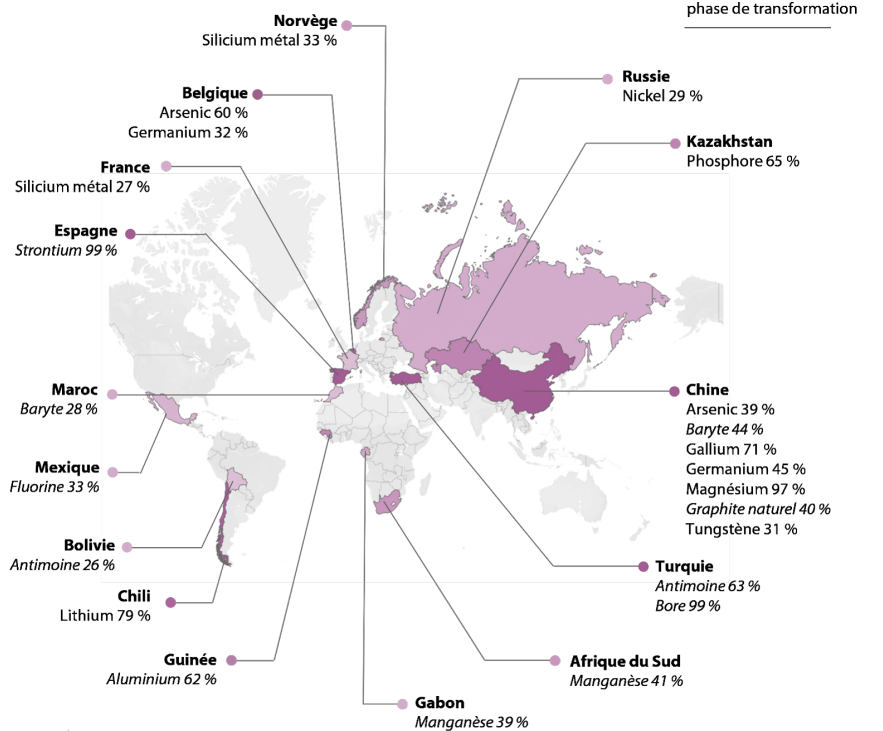 phase de transformation
Norvège
Silicium métal 33 %
Belgique
Arsenic 60 %
Germanium 32 %
France
Silicium métal 27 %
Espagne
Strontium 99 %
Maroc
Baryte 28 %
Mexique
Fluorine 33 %
Bolivie
Antimoine 26 %
Chili
Lithium 79 %
Guinée
Aluminium 62 %
Gabon
Manganèse 39 %
Afrique du Sud
Manganèse 41 %
Turquie
Antimoine 63 %
Bore 99 %
Chine
Arsenic 39 %
Baryte 44 %
Gallium 71 %
Germanium 45 %
Magnésium 97 %
Graphite naturel 40 %
Tungstène 31 %
Kazakhstan
Phosphore 65 %
Russie
Nickel 29 %